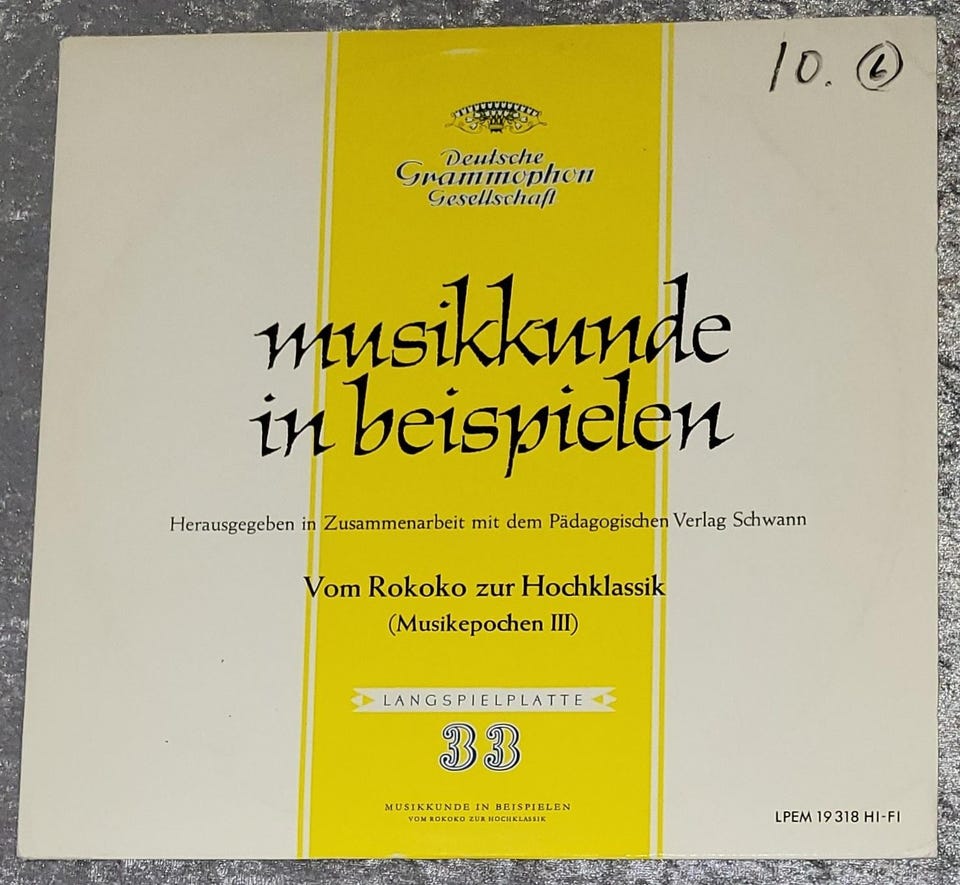 10. 6
Deutsche
Grammophon
Gesellschaft
musikkunde
in beispielen
Herausgegeben in Zusammenarbeit mit dem Pädagogischen Verlag Schwann
Vom Rokoko zur Hochklassik
(Musikepochen III)
LANGSPIELPLATTE
33
MUSIKKUNDE IN BEISPIELEN
VOM ROKOKO ZUR HOCHKLASSIK
LPEM 19 318 HI-FI